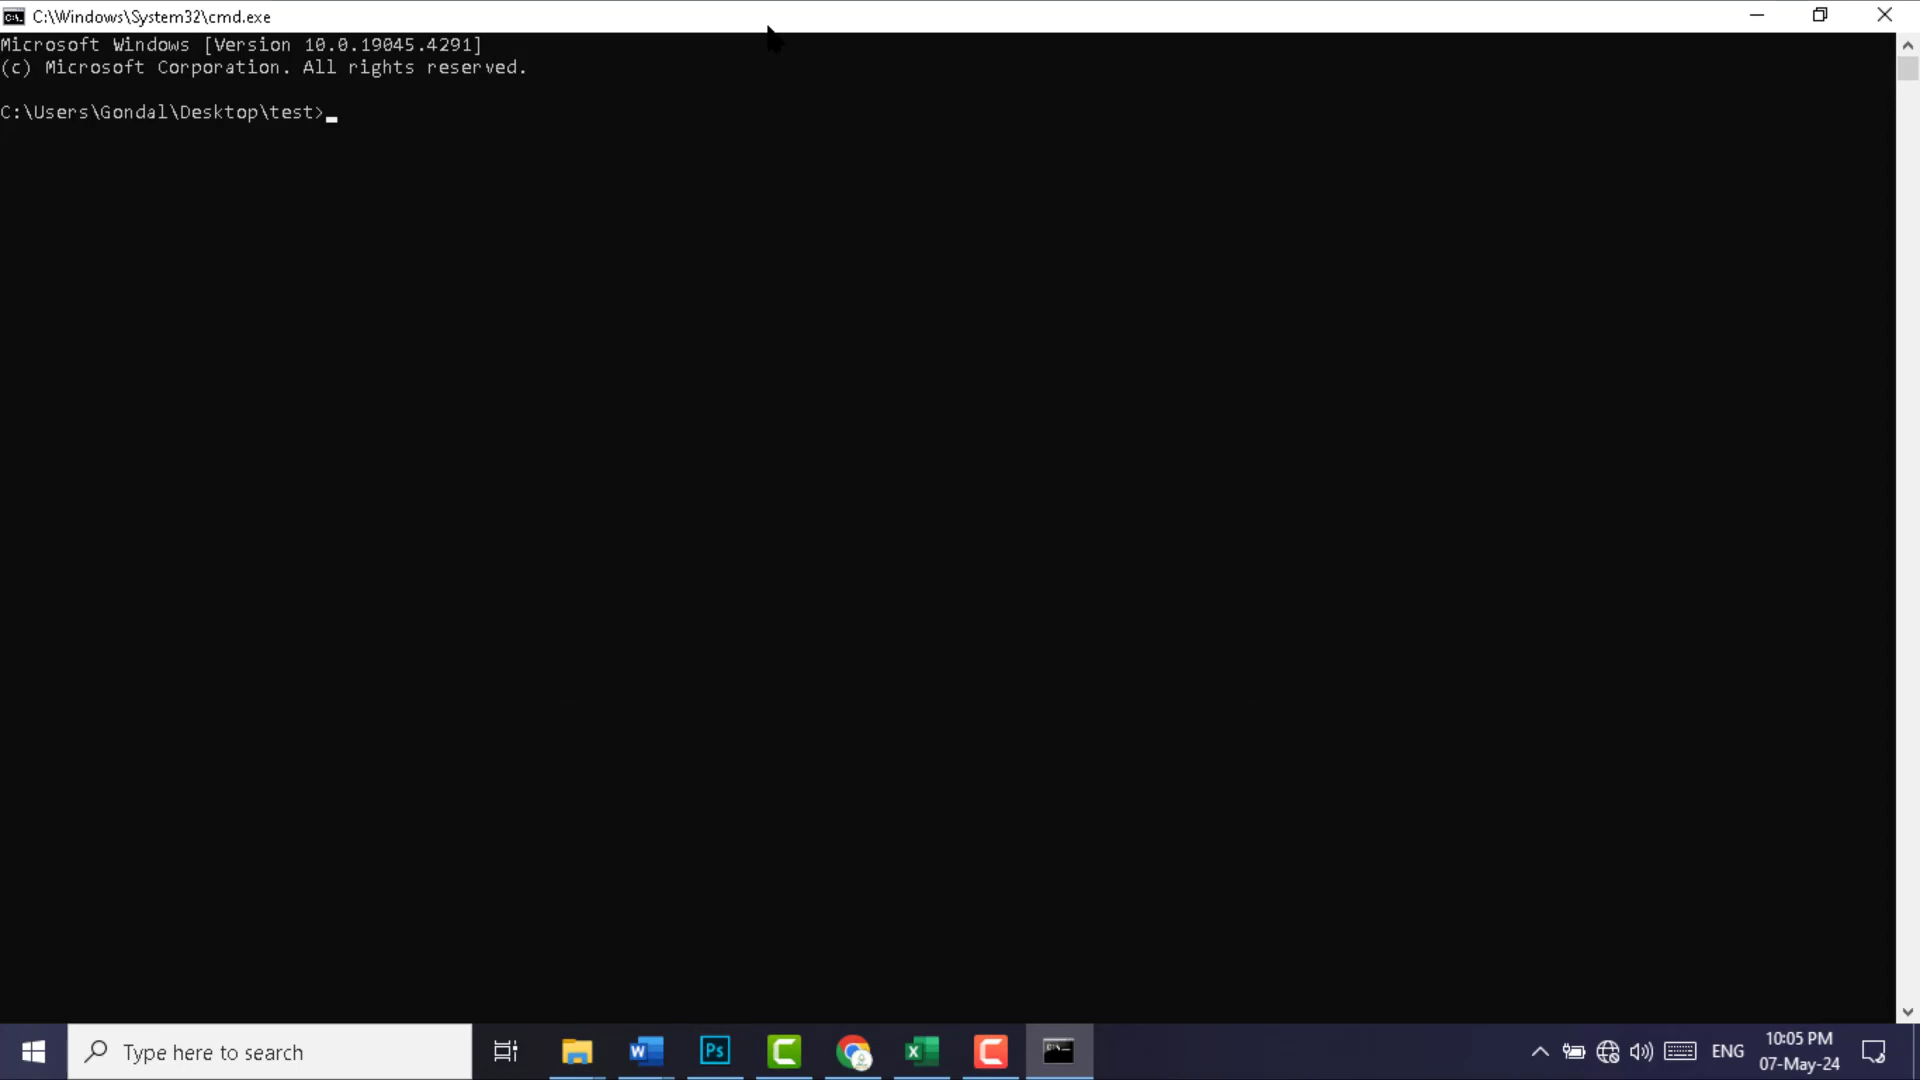 C:\Windows\System32\cmd.exe
Microsoft Windows [Version 10.0.19045.4291]
(c) Microsoft Corporation. All rights reserved.
C:\Users\Gondal\Desktop\test>
Type here to search
ENG
10:05 PM
07-May-24